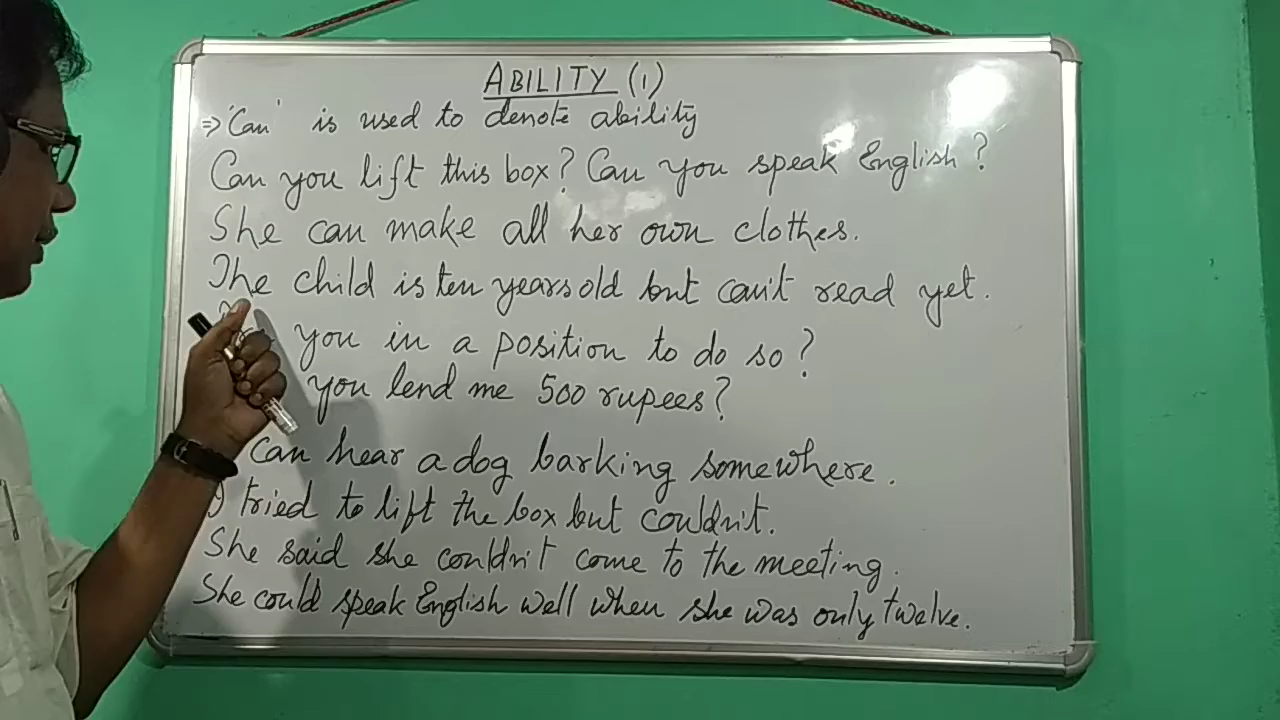 ABILITY (1)
⇒ 'Can' is used to denote ability
Can you lift this box? Can you speak English?
She can make all her own clothes.
The child is ten years old but can't read yet.
you in a position to do so?
you lend me 500 rupees?
can hear a dog barking somewhere.
I tried to lift the box but couldn't.
She said she couldn't come to the meeting.
She could speak English well when she was only twelve.